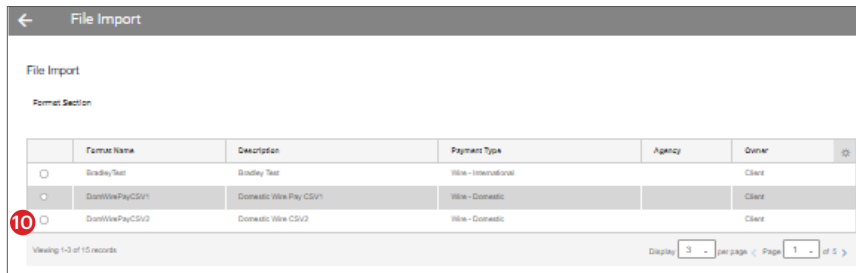 File Import
File Import
Format Section
Format Name Description Payment Type Agency Owner
BradleyTest Bradley Test Wire - International Client
DomWirePayCSV1 Domestic Wire Pay CSV1 Wire - Domestic Client
10 DomWirePayCSV2 Domestic Wire CSV2 Wire - Domestic Client
Viewing 1-3 of 15 records Display 3 per page Page 1 of 5